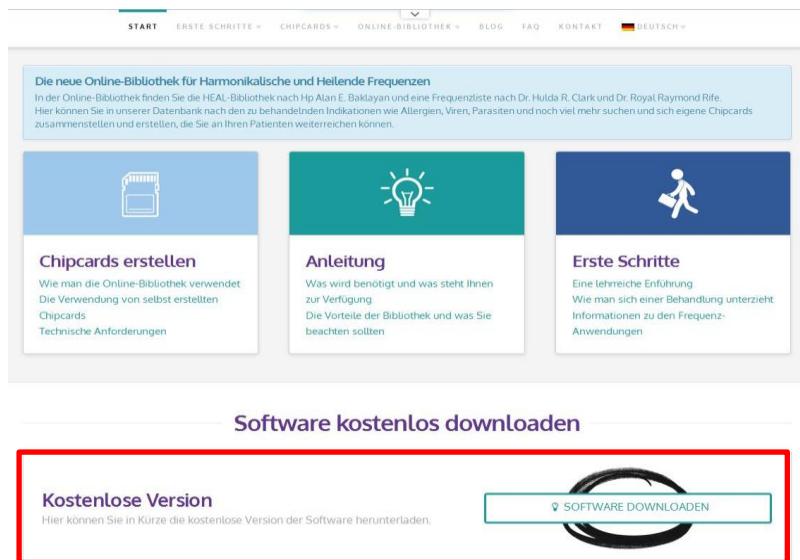 START ERSTE SCHRITTE CHIPCARDS ONLINE-BIBLIOTHEK BLOG FAQ KONTAKT DEUTSCH
Die neue Online-Bibliothek für Harmonikalische und Heilende Frequenzen
In der Online-Bibliothek finden Sie die HEAL-Bibliothek nach Hp Alan E. Baklayan und eine Frequenzliste nach Dr. Hulda R. Clark und Dr. Royal Raymond Rife.
Hier können Sie in unserer Datenbank nach den zu behandelnden Indikationen wie Allergien, Viren, Parasiten und noch viel mehr suchen und sich eigene Chipcards
zusammenstellen und erstellen, die Sie an Ihren Patienten weiterreichen können.
Chipcards erstellen
Wie man die Online-Bibliothek verwendet
Die Verwendung von selbst erstellten
Chipcards
Technische Anforderungen
Anleitung
Was wird benötigt und was steht Ihnen
zur Verfügung
Die Vorteile der Bibliothek und was Sie
beachten sollten
Erste Schritte
Eine lehrreiche Enführung
Wie man sich einer Behandlung unterzieht
Informationen zu den Frequenz-
Anwendungen
Software kostenlos downloaden
Kostenlose Version
Hier können Sie in Kürze die kostenlose Version der Software herunterladen.
SOFTWARE DOWNLOADEN